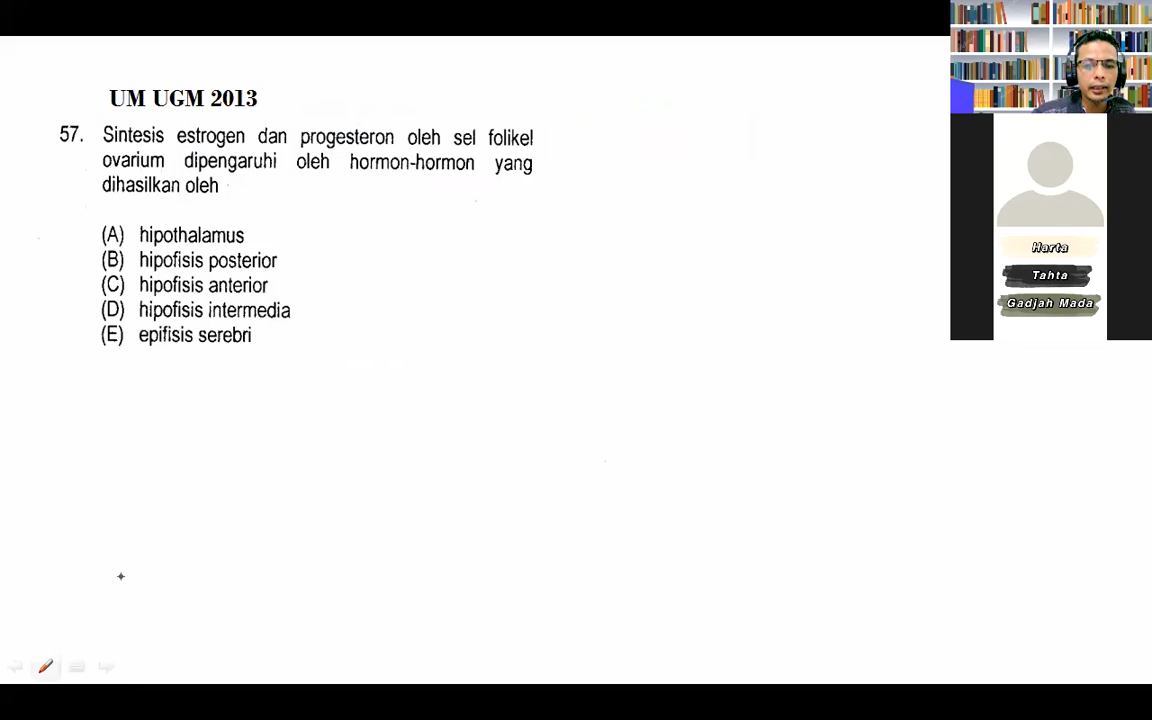 UM UGM 2013
57. Sintesis estrogen dan progesteron oleh sel folikel
ovarium dipengaruhi oleh hormon-hormon yang
dihasilkan oleh
(A) hipothalamus
(B) hipofisis posterior
(C) hipofisis anterior
(D) hipofisis intermedia
(E) epifisis serebri
Harta
Tahta
Gadjah Mada